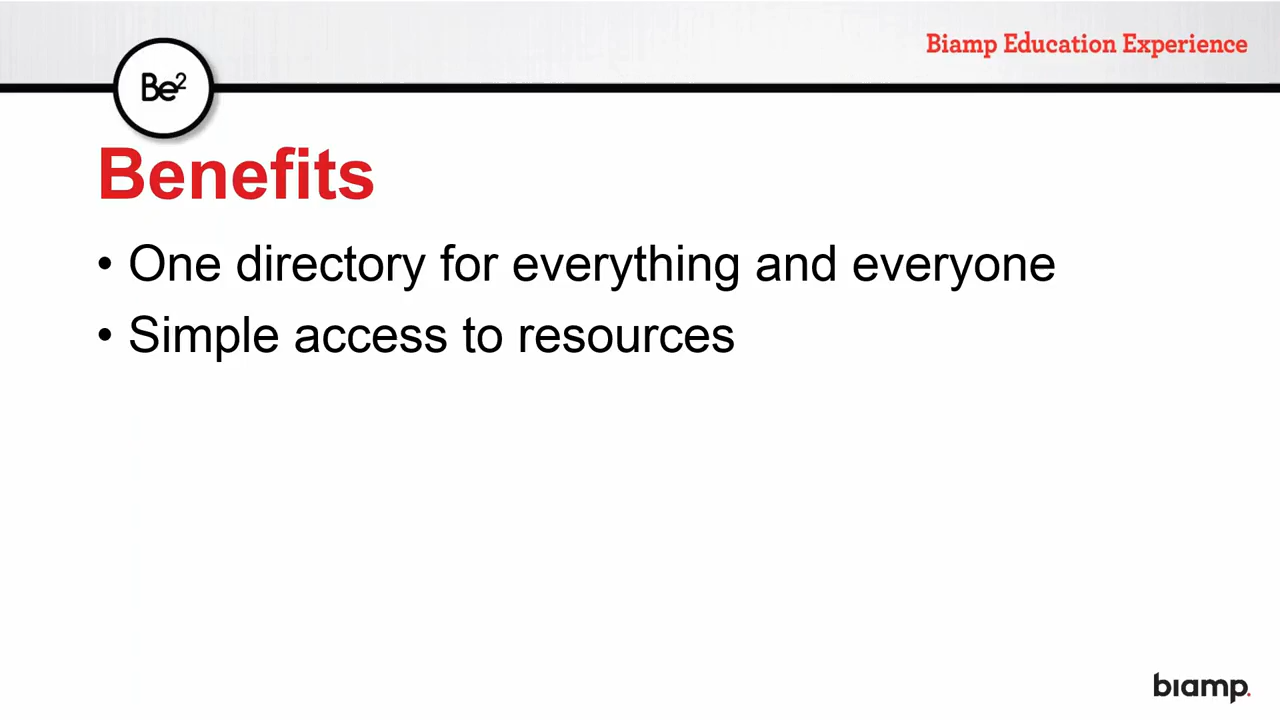 Biamp Education Experience
Be²
Benefits
• One directory for everything and everyone
• Simple access to resources
biamp.